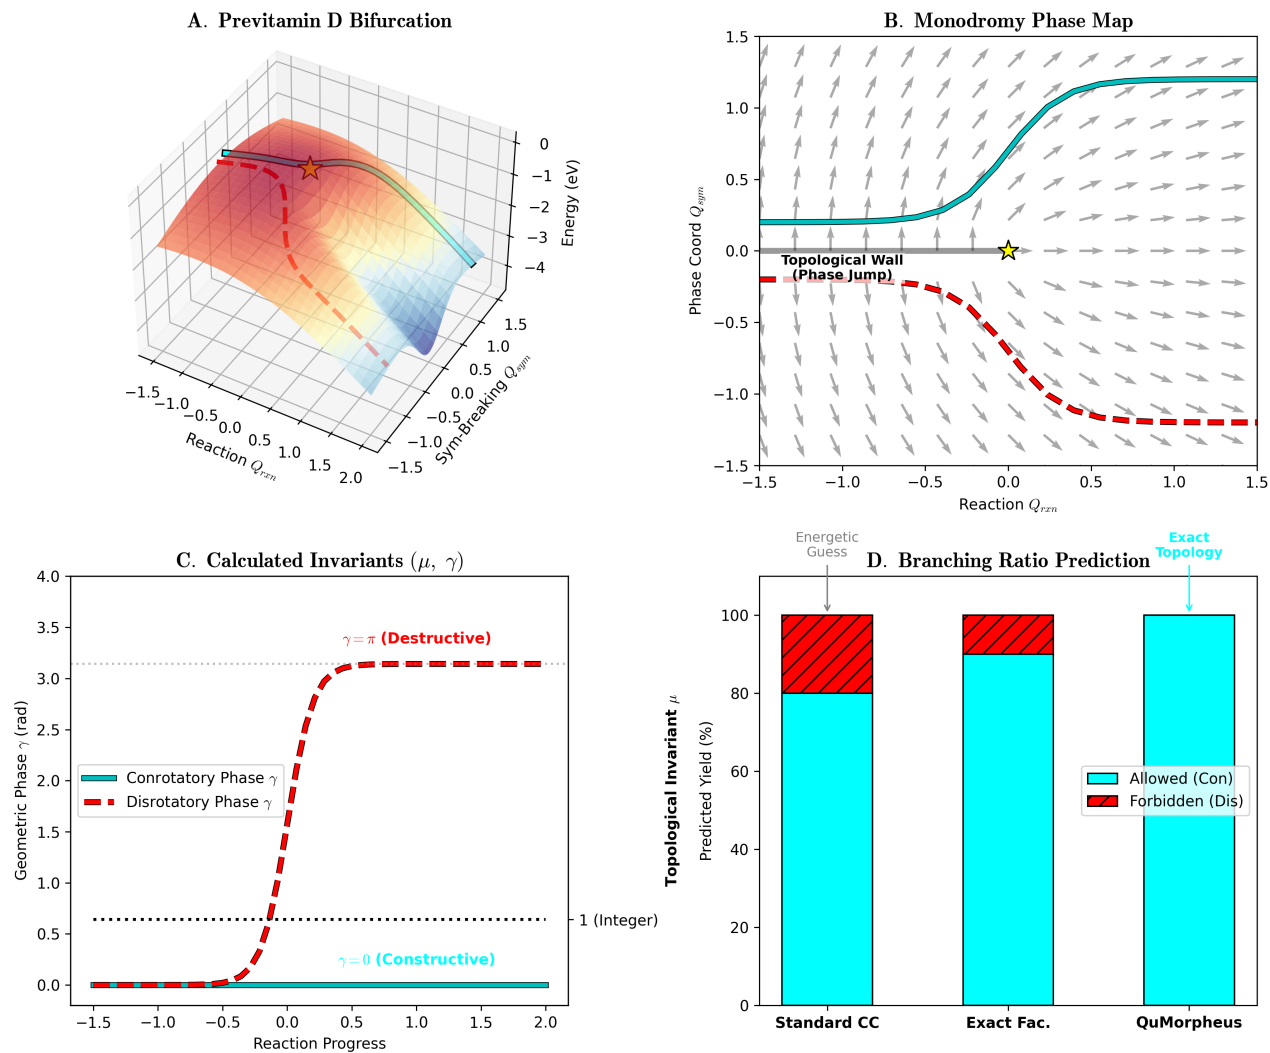 A. Previtamin D Bifurcation
0
−1
−2
−3
−4
Energy (eV)
−1.5
−1.0
−0.5
0.0
0.5
1.0
1.5
2.0
Reaction Qrxn
−1.5
−1.0
−0.5
0.0
0.5
1.0
1.5
Sym-Breaking Qsym
B. Monodromy Phase Map
1.5
1.0
0.5
0.0
−0.5
−1.0
−1.5
Phase Coord Qsym
Topological Wall
(Phase Jump)
−1.5 −1.0 −0.5 0.0 0.5 1.0 1.5
Reaction Qrxn
C. Calculated Invariants (μ, γ)
4.0
3.5
3.0
2.5
2.0
1.5
1.0
0.5
0.0
Geometric Phase γ (rad)
γ=π (Destructive)
Conrotatory Phase γ
Disrotatory Phase γ
γ=0 (Constructive)
1 (Integer)
Topological Invariant μ
−1.5 −1.0 −0.5 0.0 0.5 1.0 1.5 2.0
Reaction Progress
Energetic
Guess
Exact
Topology
D. Branching Ratio Prediction
100
80
60
40
20
0
Predicted Yield (%)
Allowed (Con)
Forbidden (Dis)
Standard CC
Exact Fac.
QuMorpheus